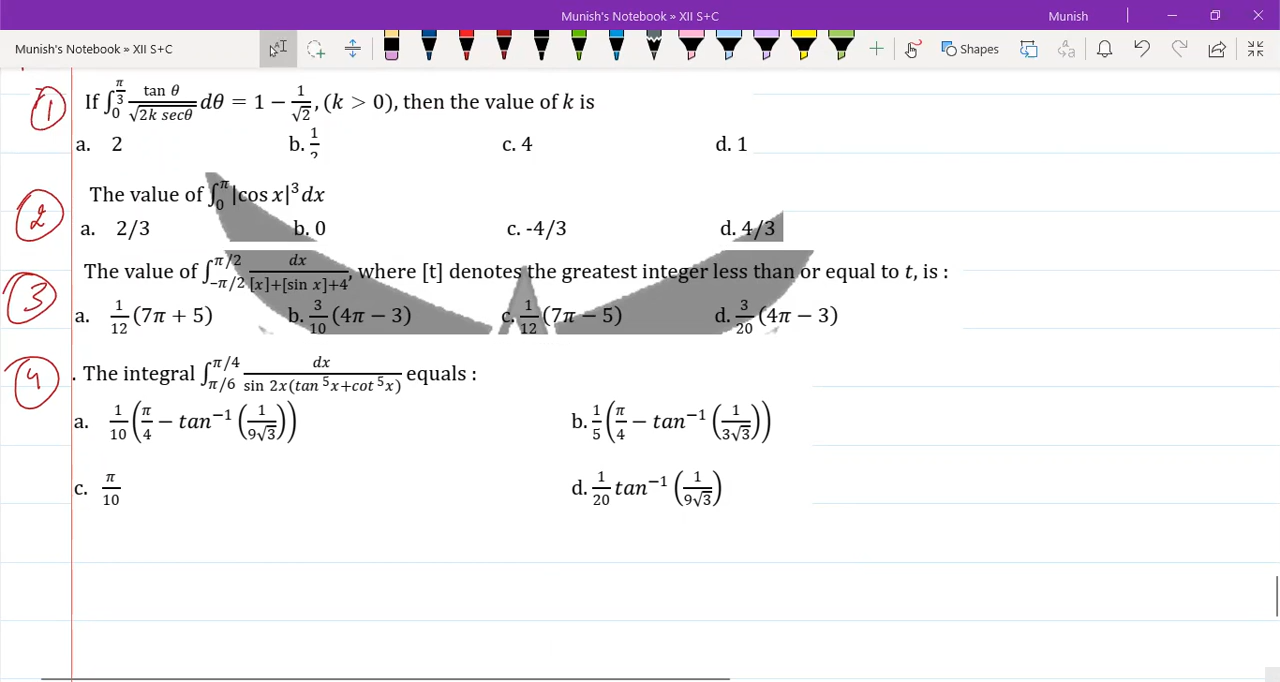 Munish's Notebook » XII S+C
Munish
Munish's Notebook » XII S+C
Shapes
1 If ∫₀^{π/3} tan θ/√(2k secθ) dθ = 1 − 1/√2, (k > 0), then the value of k is
a. 2 b. 1/2 c. 4 d. 1
2 The value of ∫₀^π |cos x|³dx
a. 2/3 b. 0 c. -4/3 d. 4/3
3 The value of ∫_{−π/2}^{π/2} dx/([x]+[sin x]+4), where [t] denotes the greatest integer less than or equal to t, is :
a. 1/12 (7π + 5) b. 3/10 (4π − 3) c. 1/12 (7π − 5) d. 3/20 (4π − 3)
4 . The integral ∫_{π/6}^{π/4} dx/(sin 2x(tan ⁵x+cot ⁵x)) equals :
a. 1/10 (π/4 − tan⁻¹ (1/(9√3))) b. 1/5 (π/4 − tan⁻¹ (1/(3√3)))
c. π/10 d. 1/20 tan⁻¹ (1/(9√3))